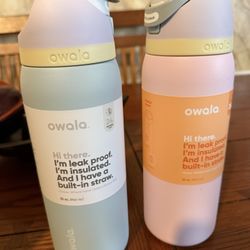 owala
Hi there.
I'm leak proof.
I'm insulated.
And I have a
built-in straw.
owala
Hi there.
I'm leak proof.
I'm insulated.
And I have a
built-in straw.